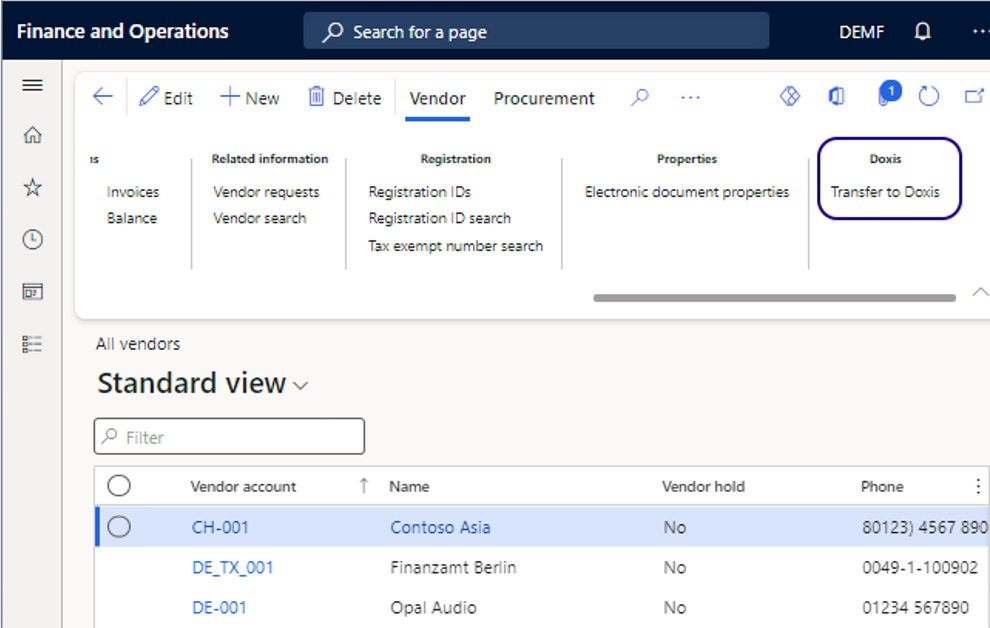 Finance and Operations
Search for a page
DEMF
Edit
New
Delete
Vendor
Procurement
1
Related information
Registration
Properties
Doxis
Invoices
Vendor requests
Registration IDs
Electronic document properties
Transfer to Doxis
Balance
Vendor search
Registration ID search
Tax exempt number search
All vendors
Standard view
Filter
Vendor account
Name
Vendor hold
Phone
CH-001
Contoso Asia
No
80123) 4567 890
DE_TX_001
Finanzamt Berlin
No
0049-1-100902
DE-001
Opal Audio
No
01234 567890